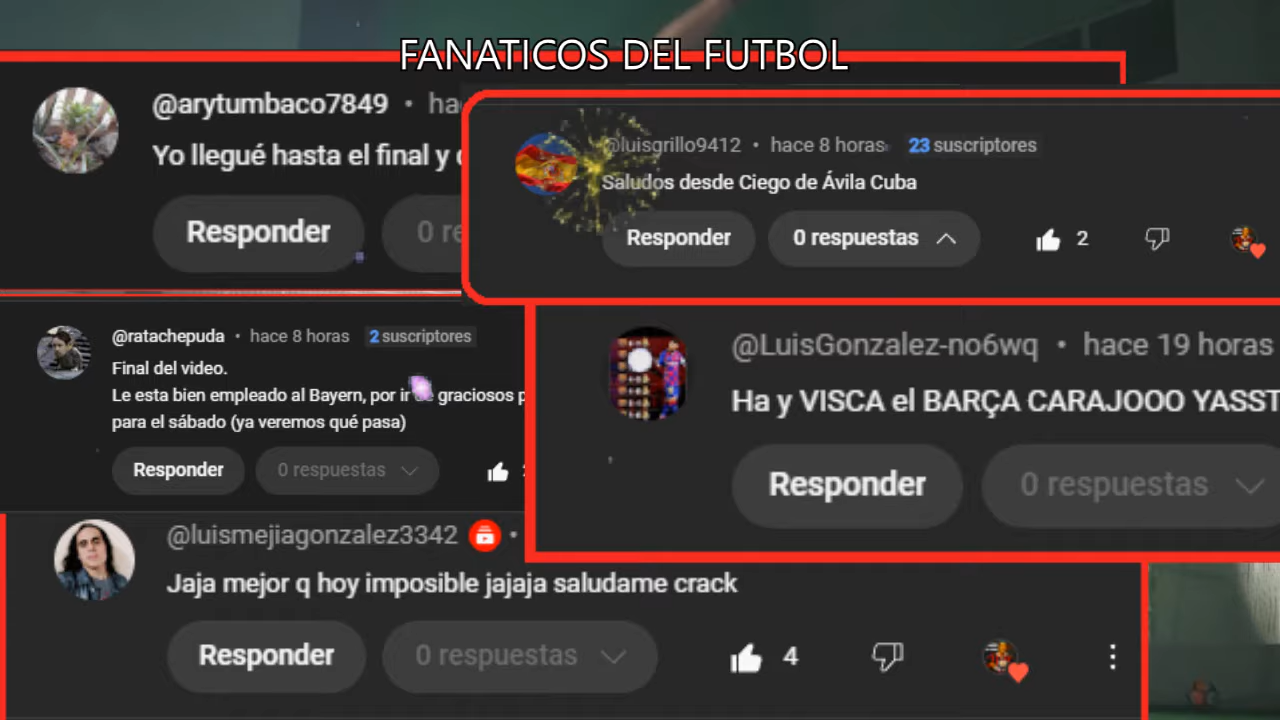 FANATICOS DEL FUTBOL
@arytumbaco7849 • ha
Yo llegué hasta el final y
Responder
@luisgrillo9412 • hace 8 horas 23 suscriptores
Saludos desde Ciego de Ávila Cuba
Responder 0 respuestas 2
@ratachepuda • hace 8 horas 2 suscriptores
Final del video.
Le esta bien empleado al Bayern, por ir de graciosos p
para el sábado (ya veremos qué pasa)
Responder 0 respuestas
@LuisGonzalez-no6wq • hace 19 horas
Ha y VISCA el BARÇA CARAJOOO YASST
Responder 0 respuestas
@luismejiagonzalez3342 •
Jaja mejor q hoy imposible jajaja saludame crack
Responder 0 respuestas 4